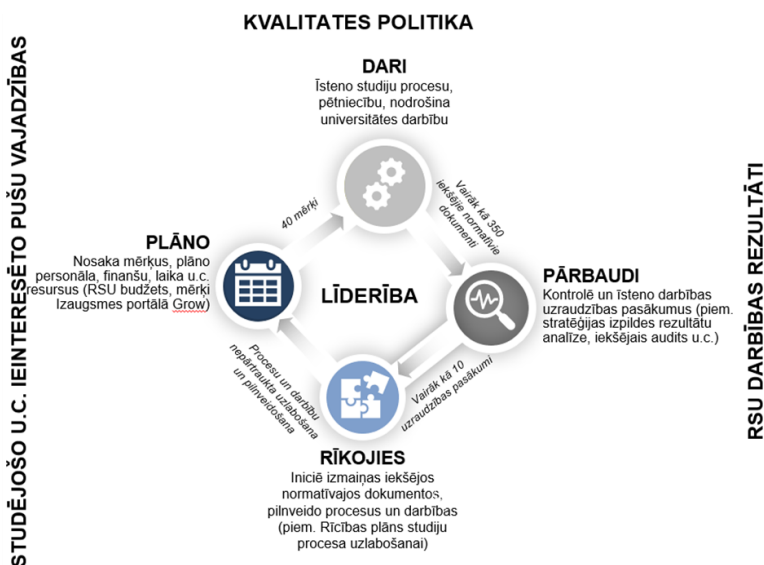 KVALITATES POLITIKA
STUDĒJOŠO U.C. IEINTERESĒTO PUŠU VAJADZĪBAS
DARI
Īsteno studiju procesu,
pētniecību, nodrošina
universitātes darbību
40 mērķi
Vairāk kā 350
iekšējie normatīvie
dokumenti
PLĀNO
Nosaka mērķus, plāno
personāla, finanšu, laika u.c.
resursus (RSU budžets, mērķi
Izaugsmes portālā Grow)
LĪDERĪBA
PĀRBAUDI
Kontrolē un īsteno darbības
uzraudzības pasākumus (piem.
stratēģijas izpildes rezultātu
analīze, iekšējais audits u.c.)
Procesu un darbību
nepārtraukta uzlabošana
un pilnveidošana
Vairāk kā 10
uzraudzības pasākumi
RĪKOJIES
Iniciē izmaiņas iekšējos
normatīvajos dokumentos,
pilnveido procesus un darbības
(piem. Rīcības plāns studiju
procesa uzlabošanai)
RSU DARBĪBAS REZULTĀTI